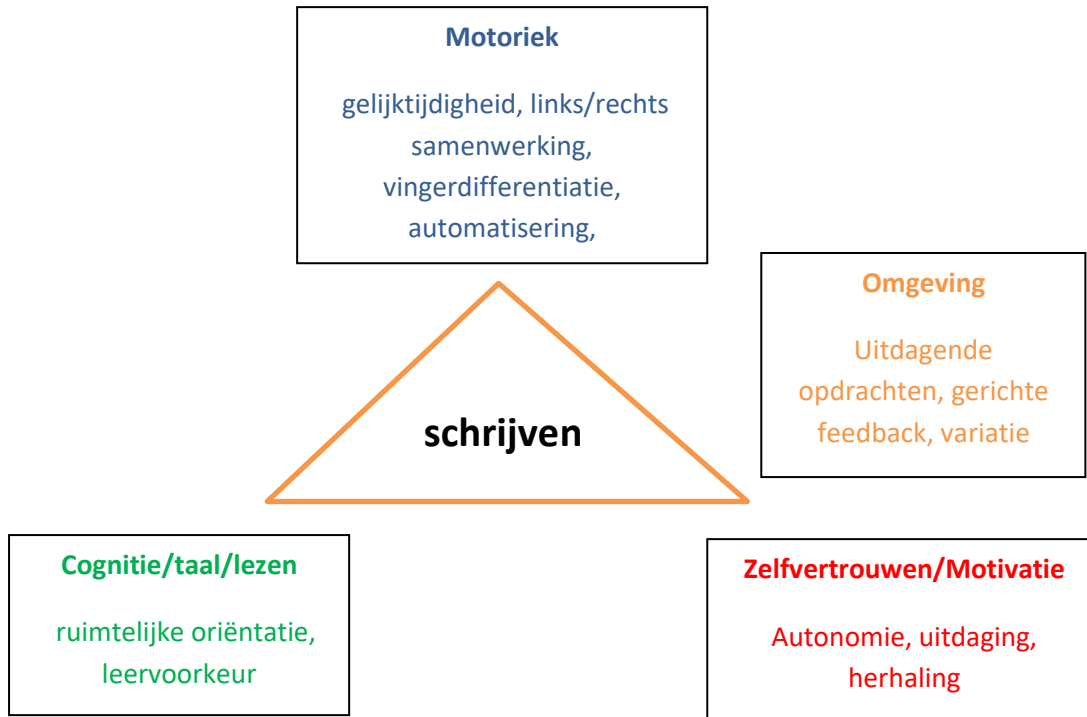 Motoriek
gelijktijdigheid, links/rechts
samenwerking,
vingerdifferentiatie,
automatisering,
Omgeving
Uitdagende
opdrachten, gerichte
feedback, variatie
schrijven
Cognitie/taal/lezen
ruimtelijke oriëntatie,
leervoorkeur
Zelfvertrouwen/Motivatie
Autonomie, uitdaging,
herhaling